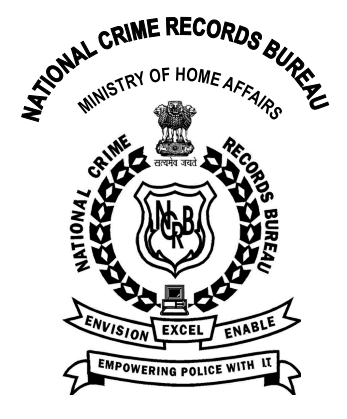 NATIONAL CRIME RECORDS BUREAU
MINISTRY OF HOME AFFAIRS
सत्यमेव जयते
NATIONAL CRIME RECORDS BUREAU
NCRB
ENVISION EXCEL ENABLE
EMPOWERING POLICE WITH I.T.